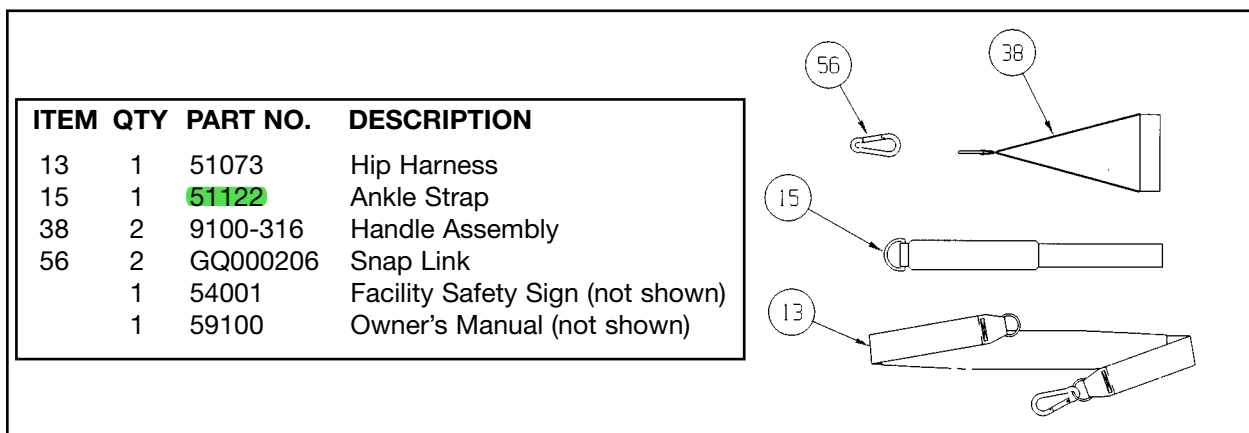 ITEM QTY PART NO. DESCRIPTION
13 1 51073 Hip Harness
15 1 51122 Ankle Strap
38 2 9100-316 Handle Assembly
56 2 GQ000206 Snap Link
1 54001 Facility Safety Sign (not shown)
1 59100 Owner's Manual (not shown)
56
38
15
13